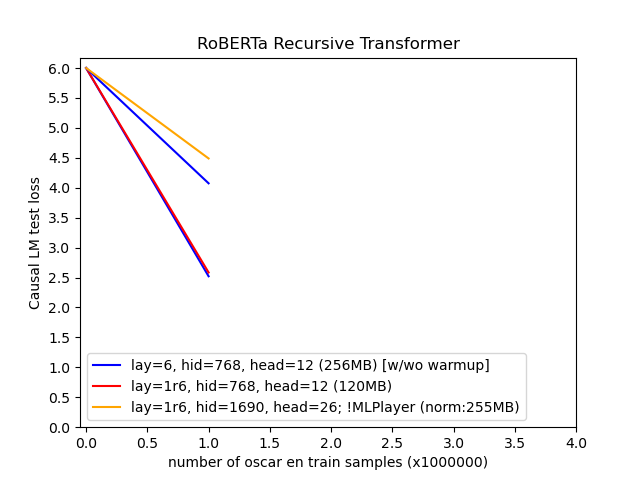 RoBERTa Recursive Transformer
6.0
5.5
5.0
4.5
4.0
3.5
3.0
2.5
2.0
1.5
1.0
0.5
0.0
Causal LM test loss
lay=6, hid=768, head=12 (256MB) [w/wo warmup]
lay=1r6, hid=768, head=12 (120MB)
lay=1r6, hid=1690, head=26; !MLPlayer (norm:255MB)
0.0 0.5 1.0 1.5 2.0 2.5 3.0 3.5 4.0
number of oscar en train samples (x1000000)